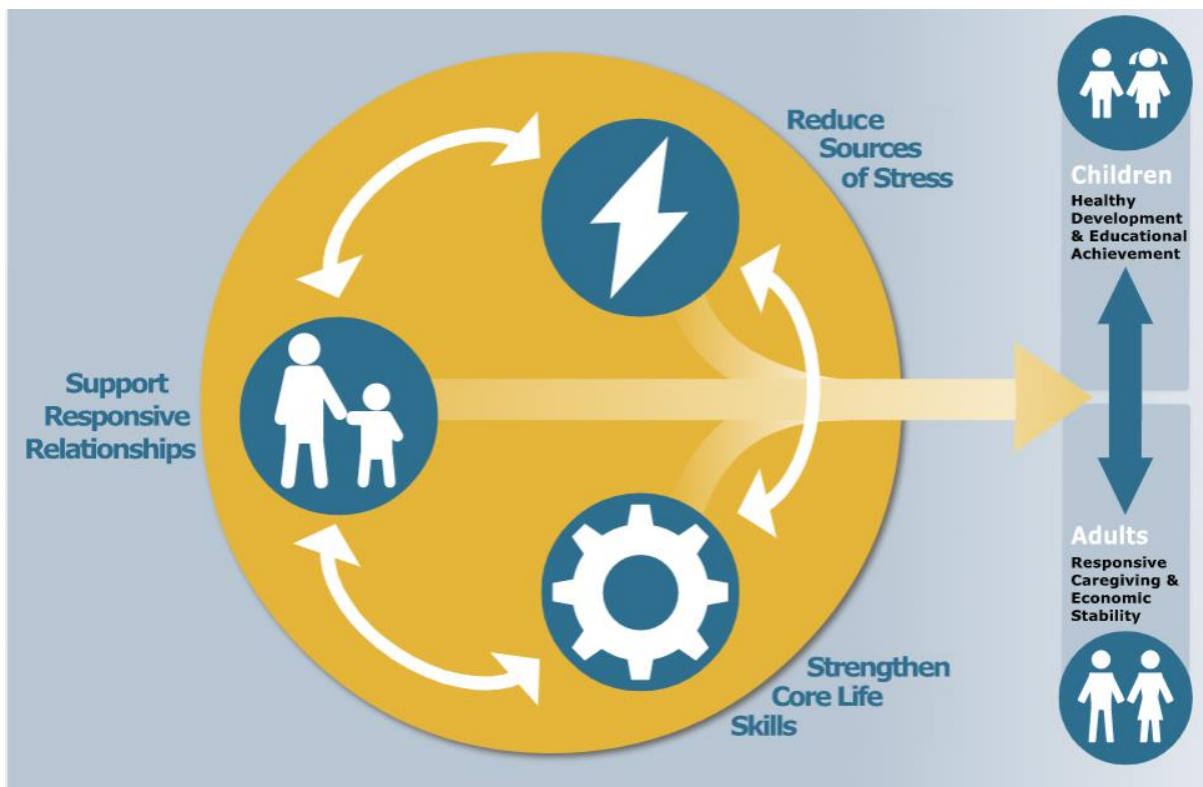 Reduce
Sources
of Stress
Support
Responsive
Relationships
Strengthen
Core Life
Skills
Children
Healthy
Development
& Educational
Achievement
Adults
Responsive
Caregiving &
Economic
Stability